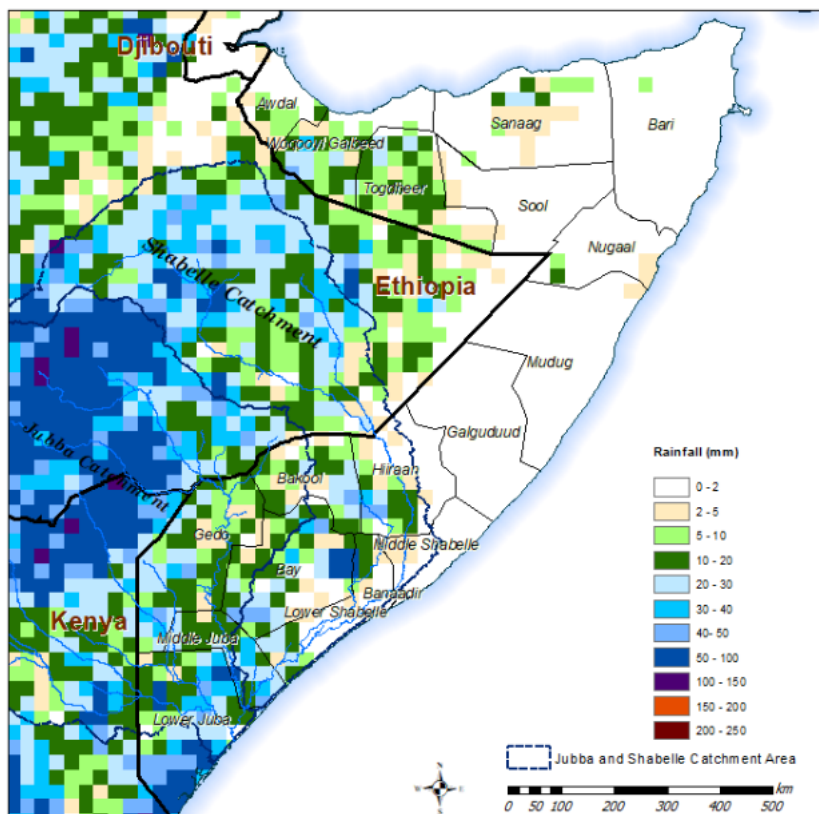 Djibouti
Awdal
Sanaag
Bari
Woqooyi Galbeed
Togdheer
Sool
Nugaal
Shabelle Catchment
Ethiopia
Mudug
Galguduud
Jubba Catchment
Hiiraan
Bakool
Gedo
Middle Shabelle
Bay
Banaadir
Lower Shabelle
Kenya
Middle Juba
Lower Juba
Rainfall (mm)
0 - 2
2 - 5
5 - 10
10 - 20
20 - 30
30 - 40
40- 50
50 - 100
100 - 150
150 - 200
200 - 250
Jubba and Shabelle Catchment Area
N
W E
S
km
0 50 100 200 300 400 500